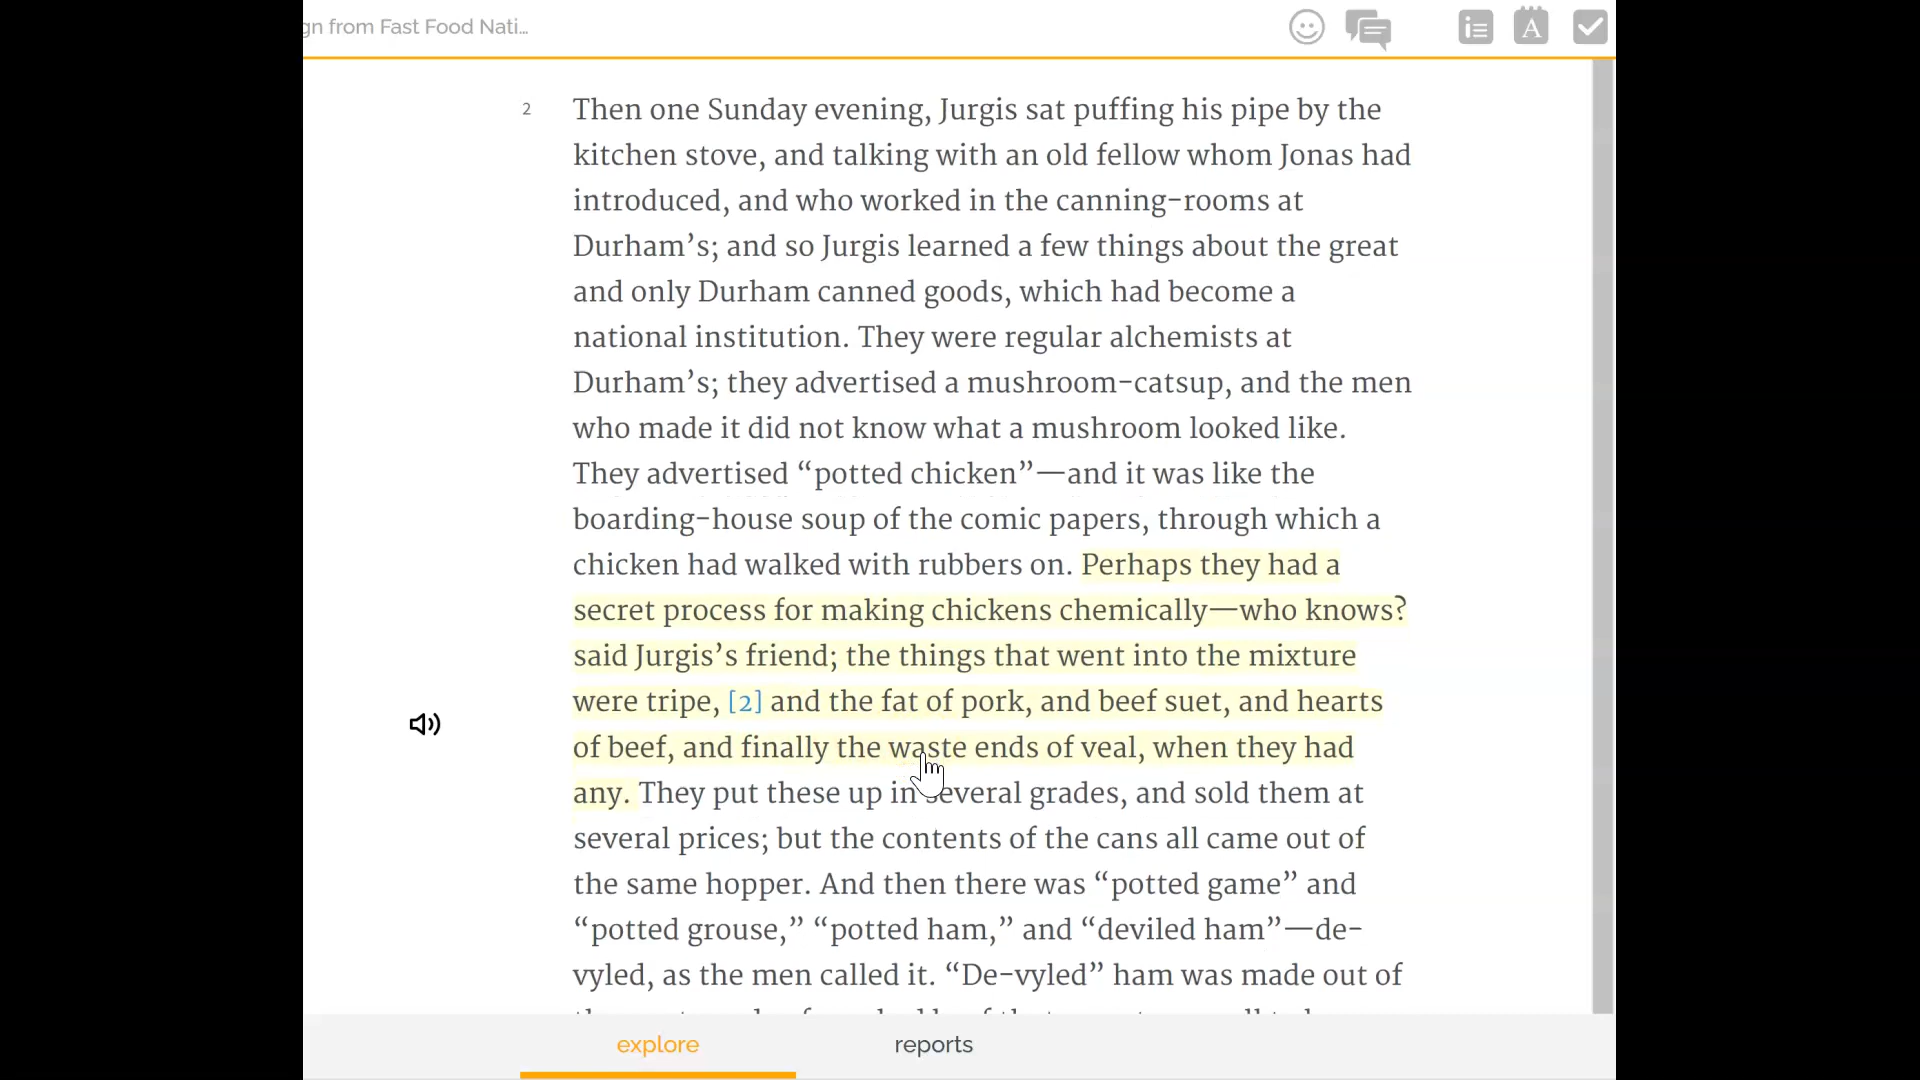 gn from Fast Food Nati...
2
Then one Sunday evening, Jurgis sat puffing his pipe by the
kitchen stove, and talking with an old fellow whom Jonas had
introduced, and who worked in the canning-rooms at
Durham’s; and so Jurgis learned a few things about the great
and only Durham canned goods, which had become a
national institution. They were regular alchemists at
Durham’s; they advertised a mushroom-catsup, and the men
who made it did not know what a mushroom looked like.
They advertised “potted chicken”—and it was like the
boarding-house soup of the comic papers, through which a
chicken had walked with rubbers on. Perhaps they had a
secret process for making chickens chemically—who knows?
said Jurgis’s friend; the things that went into the mixture
were tripe, [2] and the fat of pork, and beef suet, and hearts
of beef, and finally the waste ends of veal, when they had
any. They put these up in several grades, and sold them at
several prices; but the contents of the cans all came out of
the same hopper. And then there was “potted game” and
“potted grouse,” “potted ham,” and “deviled ham”—de-
vyled, as the men called it. “De-vyled” ham was made out of
explore
reports